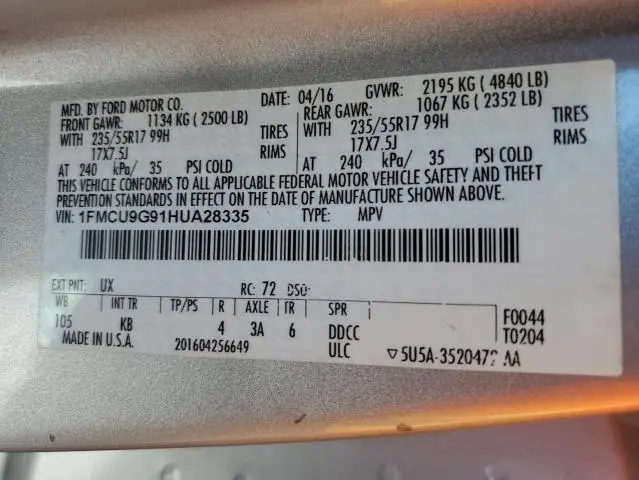 MFD. BY FORD MOTOR CO. DATE: 04/16 GVWR: 2195 KG ( 4840 LB)
FRONT GAWR: 1134 KG ( 2500 LB) REAR GAWR: 1067 KG ( 2352 LB)
WITH 235/55R17 99H TIRES WITH 235/55R17 99H TIRES
17X7.5J RIMS 17X7.5J RIMS
AT 240 kPa/ 35 PSI COLD AT 240 kPa/ 35 PSI COLD
THIS VEHICLE CONFORMS TO ALL APPLICABLE FEDERAL MOTOR VEHICLE SAFETY AND THEFT
PREVENTION STANDARDS IN EFFECT ON THE DATE OF MANUFACTURE SHOWN ABOVE.
VIN: 1FMCU9G91HUA28335 TYPE: MPV
EXT PNT: UX RC: 72 DSO:
WB INT TR TP/PS R AXLE TR SPR F0044
105 KB 4 3A 6 DDCC T0204
MADE IN U.S.A. 201604256649 ULC ▽5U5A-3520472 AA